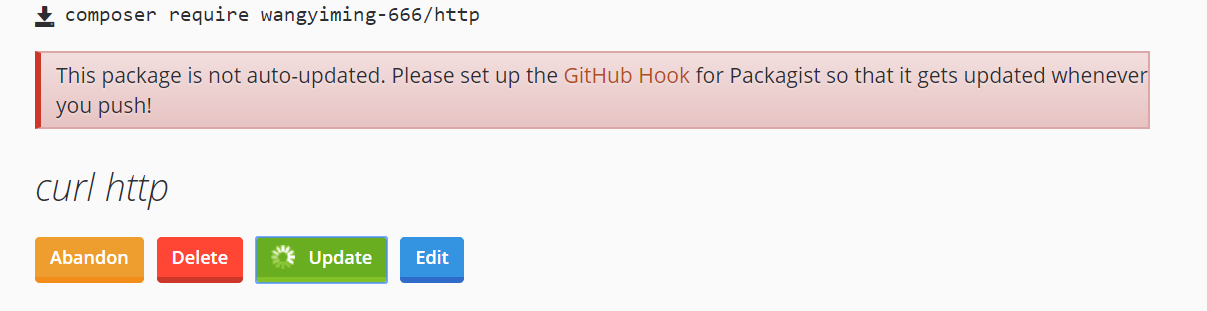 composer require wangyiming-666/http
This package is not auto-updated. Please set up the GitHub Hook for Packagist so that it gets updated whenever
you push!
curl http
Abandon Delete Update Edit